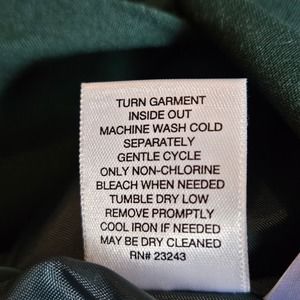 TURN GARMENT
INSIDE OUT
MACHINE WASH COLD
SEPARATELY
GENTLE CYCLE
ONLY NON-CHLORINE
BLEACH WHEN NEEDED
TUMBLE DRY LOW
REMOVE PROMPTLY
COOL IRON IF NEEDED
MAY BE DRY CLEANED
RN# 23243